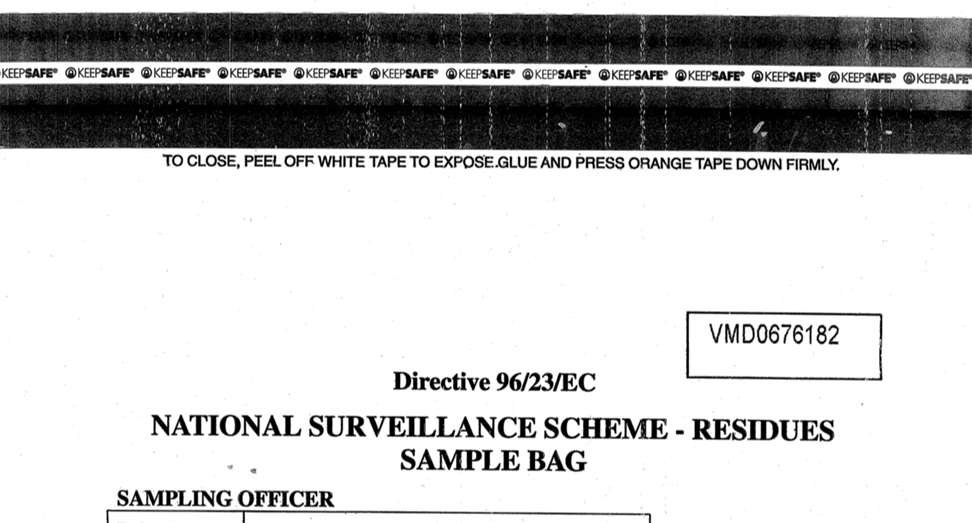 KEEPSAFE® KEEPSAFE® KEEPSAFE® KEEPSAFE® KEEPSAFE® KEEPSAFE® KEEPSAFE® KEEPSAFE® KEEPSAFE® KEEPSAFE® KEEPSAFE® KEEPSAFE® KEEPSAFE
TO CLOSE, PEEL OFF WHITE TAPE TO EXPOSE GLUE AND PRESS ORANGE TAPE DOWN FIRMLY.
VMD0676182
Directive 96/23/EC
NATIONAL SURVEILLANCE SCHEME - RESIDUES
SAMPLE BAG
SAMPLING OFFICER